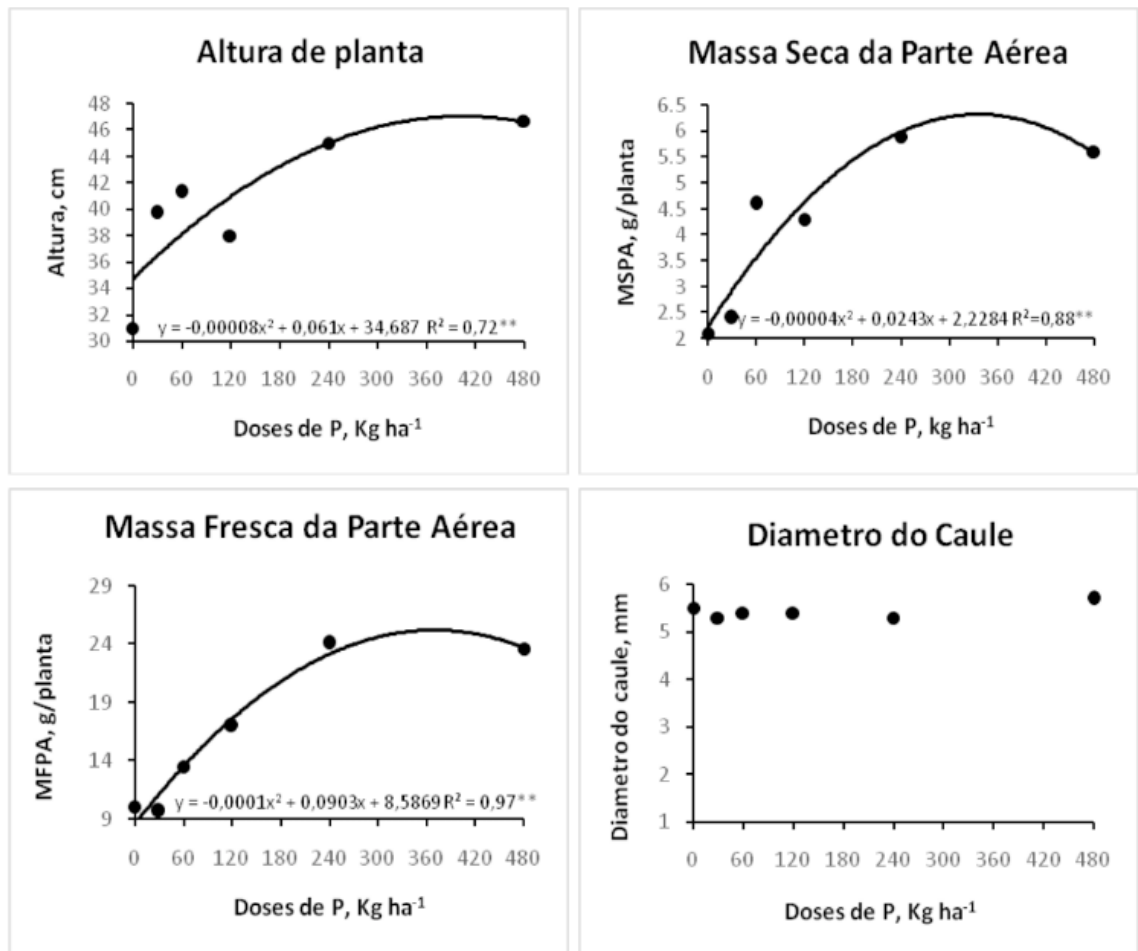 Altura de planta
Altura, cm
48
46
44
42
40
38
36
34
32
30
y = -0,00008x² + 0,061x + 34,687 R² = 0,72**
0 60 120 180 240 300 360 420 480
Doses de P, Kg ha⁻¹
Massa Seca da Parte Aérea
MSPA, g/planta
6.5
6
5.5
5
4.5
4
3.5
3
2.5
2
y = -0,00004x² + 0,0243x + 2,2284 R²=0,88**
0 60 120 180 240 300 360 420 480
Doses de P, kg ha⁻¹
Massa Fresca da Parte Aérea
MFPA, g/planta
29
24
19
14
9
y = -0,0001x² + 0,0903x + 8,5869 R² = 0,97**
0 60 120 180 240 300 360 420 480
Doses de P, Kg ha⁻¹
Diametro do Caule
Diametro do caule, mm
6
5
4
3
2
1
0 60 120 180 240 300 360 420 480
Doses de P, Kg ha⁻¹